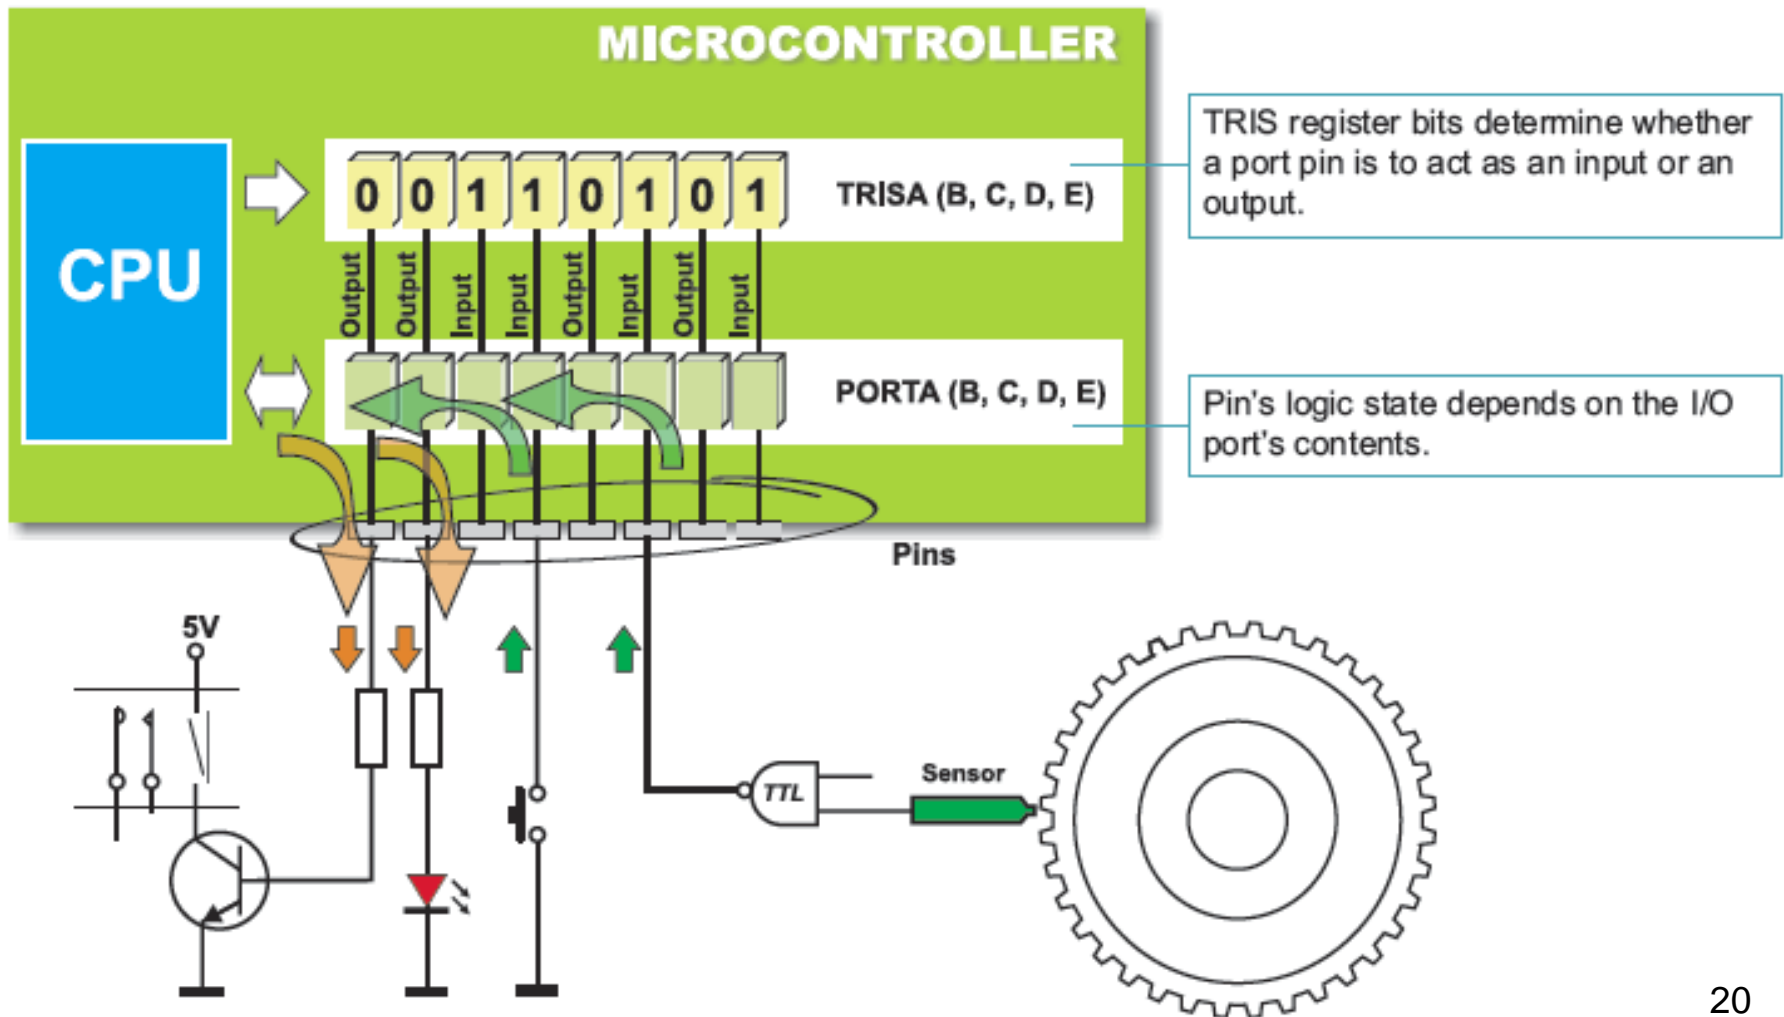 MICROCONTROLLER
TRIS register bits determine whether
a port pin is to act as an input or an
output.
0 0 1 1 0 1 0 1
TRISA (B, C, D, E)
CPU
Output
Output
Input
Input
Output
Input
Output
Input
PORTA (B, C, D, E)
Pin's logic state depends on the I/O
port's contents.
Pins
5V
TTL
Sensor
20